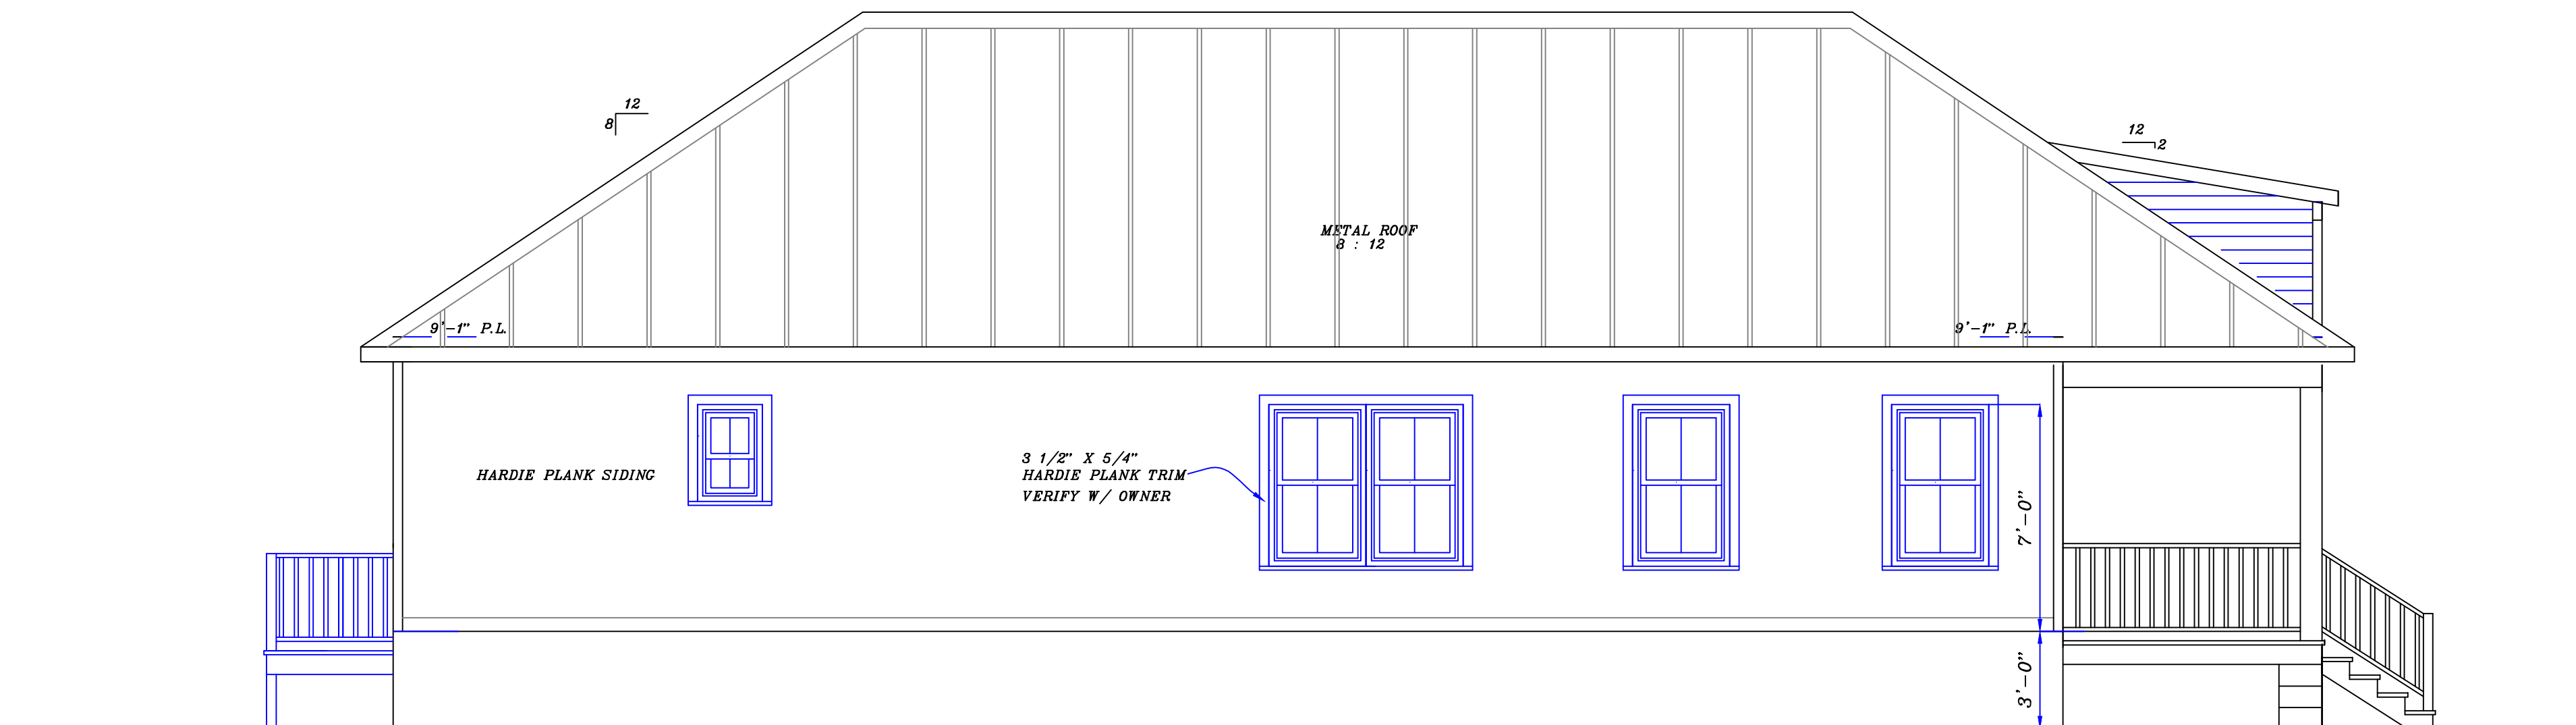 12
8
12
2
METAL ROOF
8 : 12
9'-1" P.L.
9'-1" P.L.
3 1/2" X 5/4"
HARDIE PLANK SIDING
HARDIE PLANK TRIM
VERIFY W/ OWNER
7'-0"
3'-0"